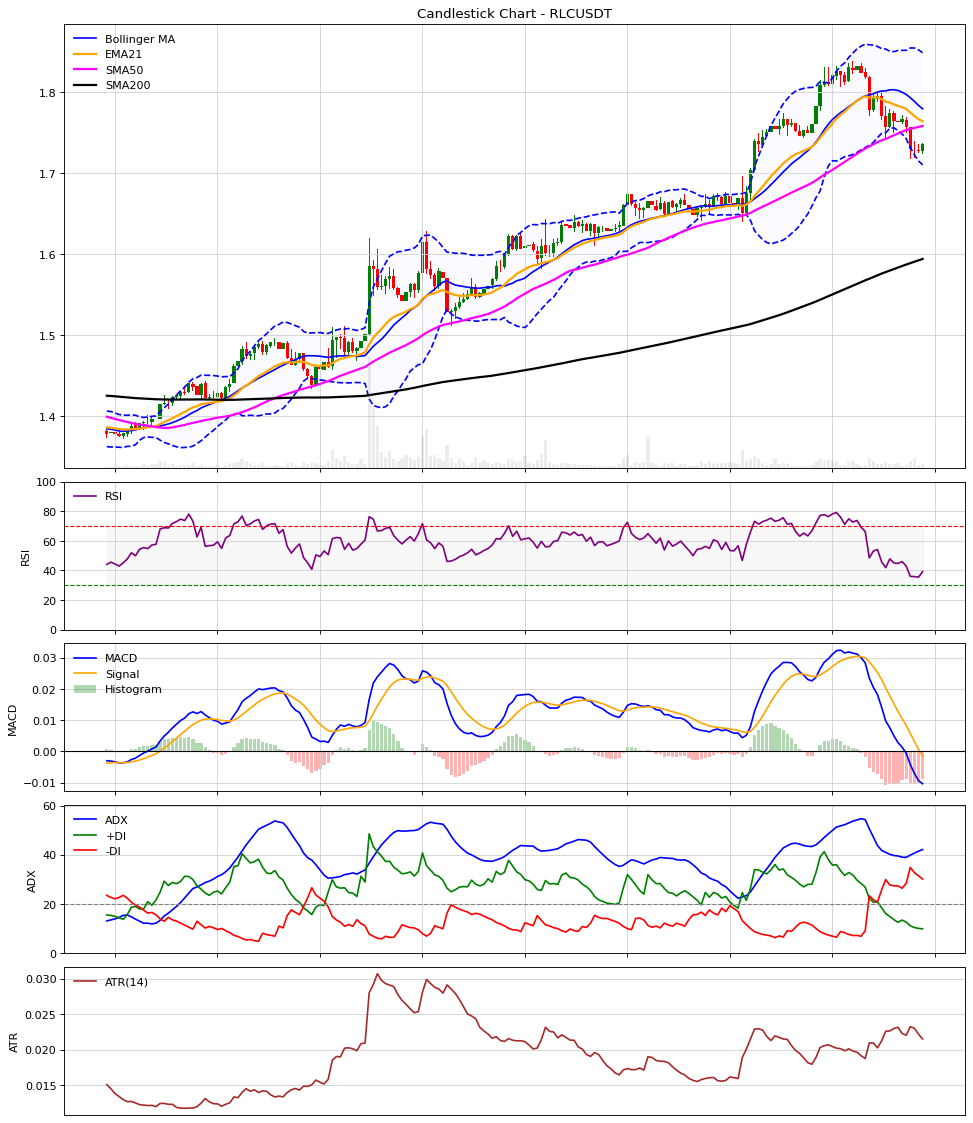 Candlestick Chart - RLCUSDT
Bollinger MA
EMA21
SMA50
SMA200
1.8
1.7
1.6
1.5
1.4
RSI
100
80
60
40
20
0
RSI
MACD
Signal
Histogram
0.03
0.02
0.01
0.00
−0.01
MACD
ADX
+DI
-DI
60
40
20
0
ADX
ATR(14)
0.030
0.025
0.020
0.015
ATR